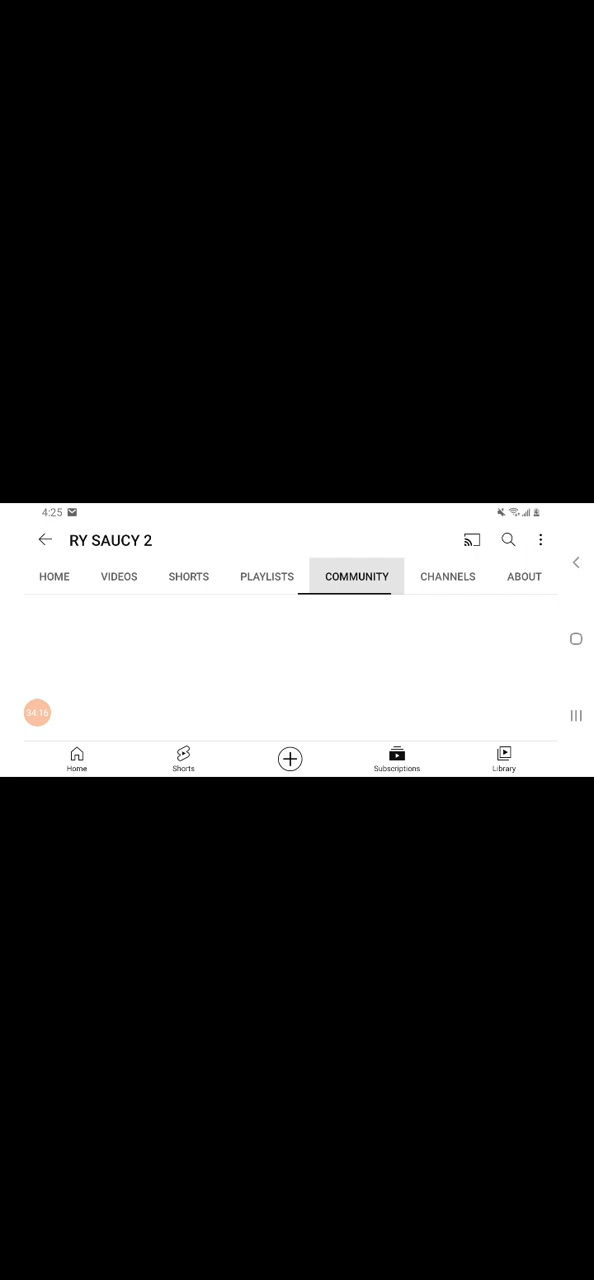 4:25
RY SAUCY 2
HOME VIDEOS SHORTS PLAYLISTS COMMUNITY CHANNELS ABOUT
34:16
Home Shorts Subscriptions Library